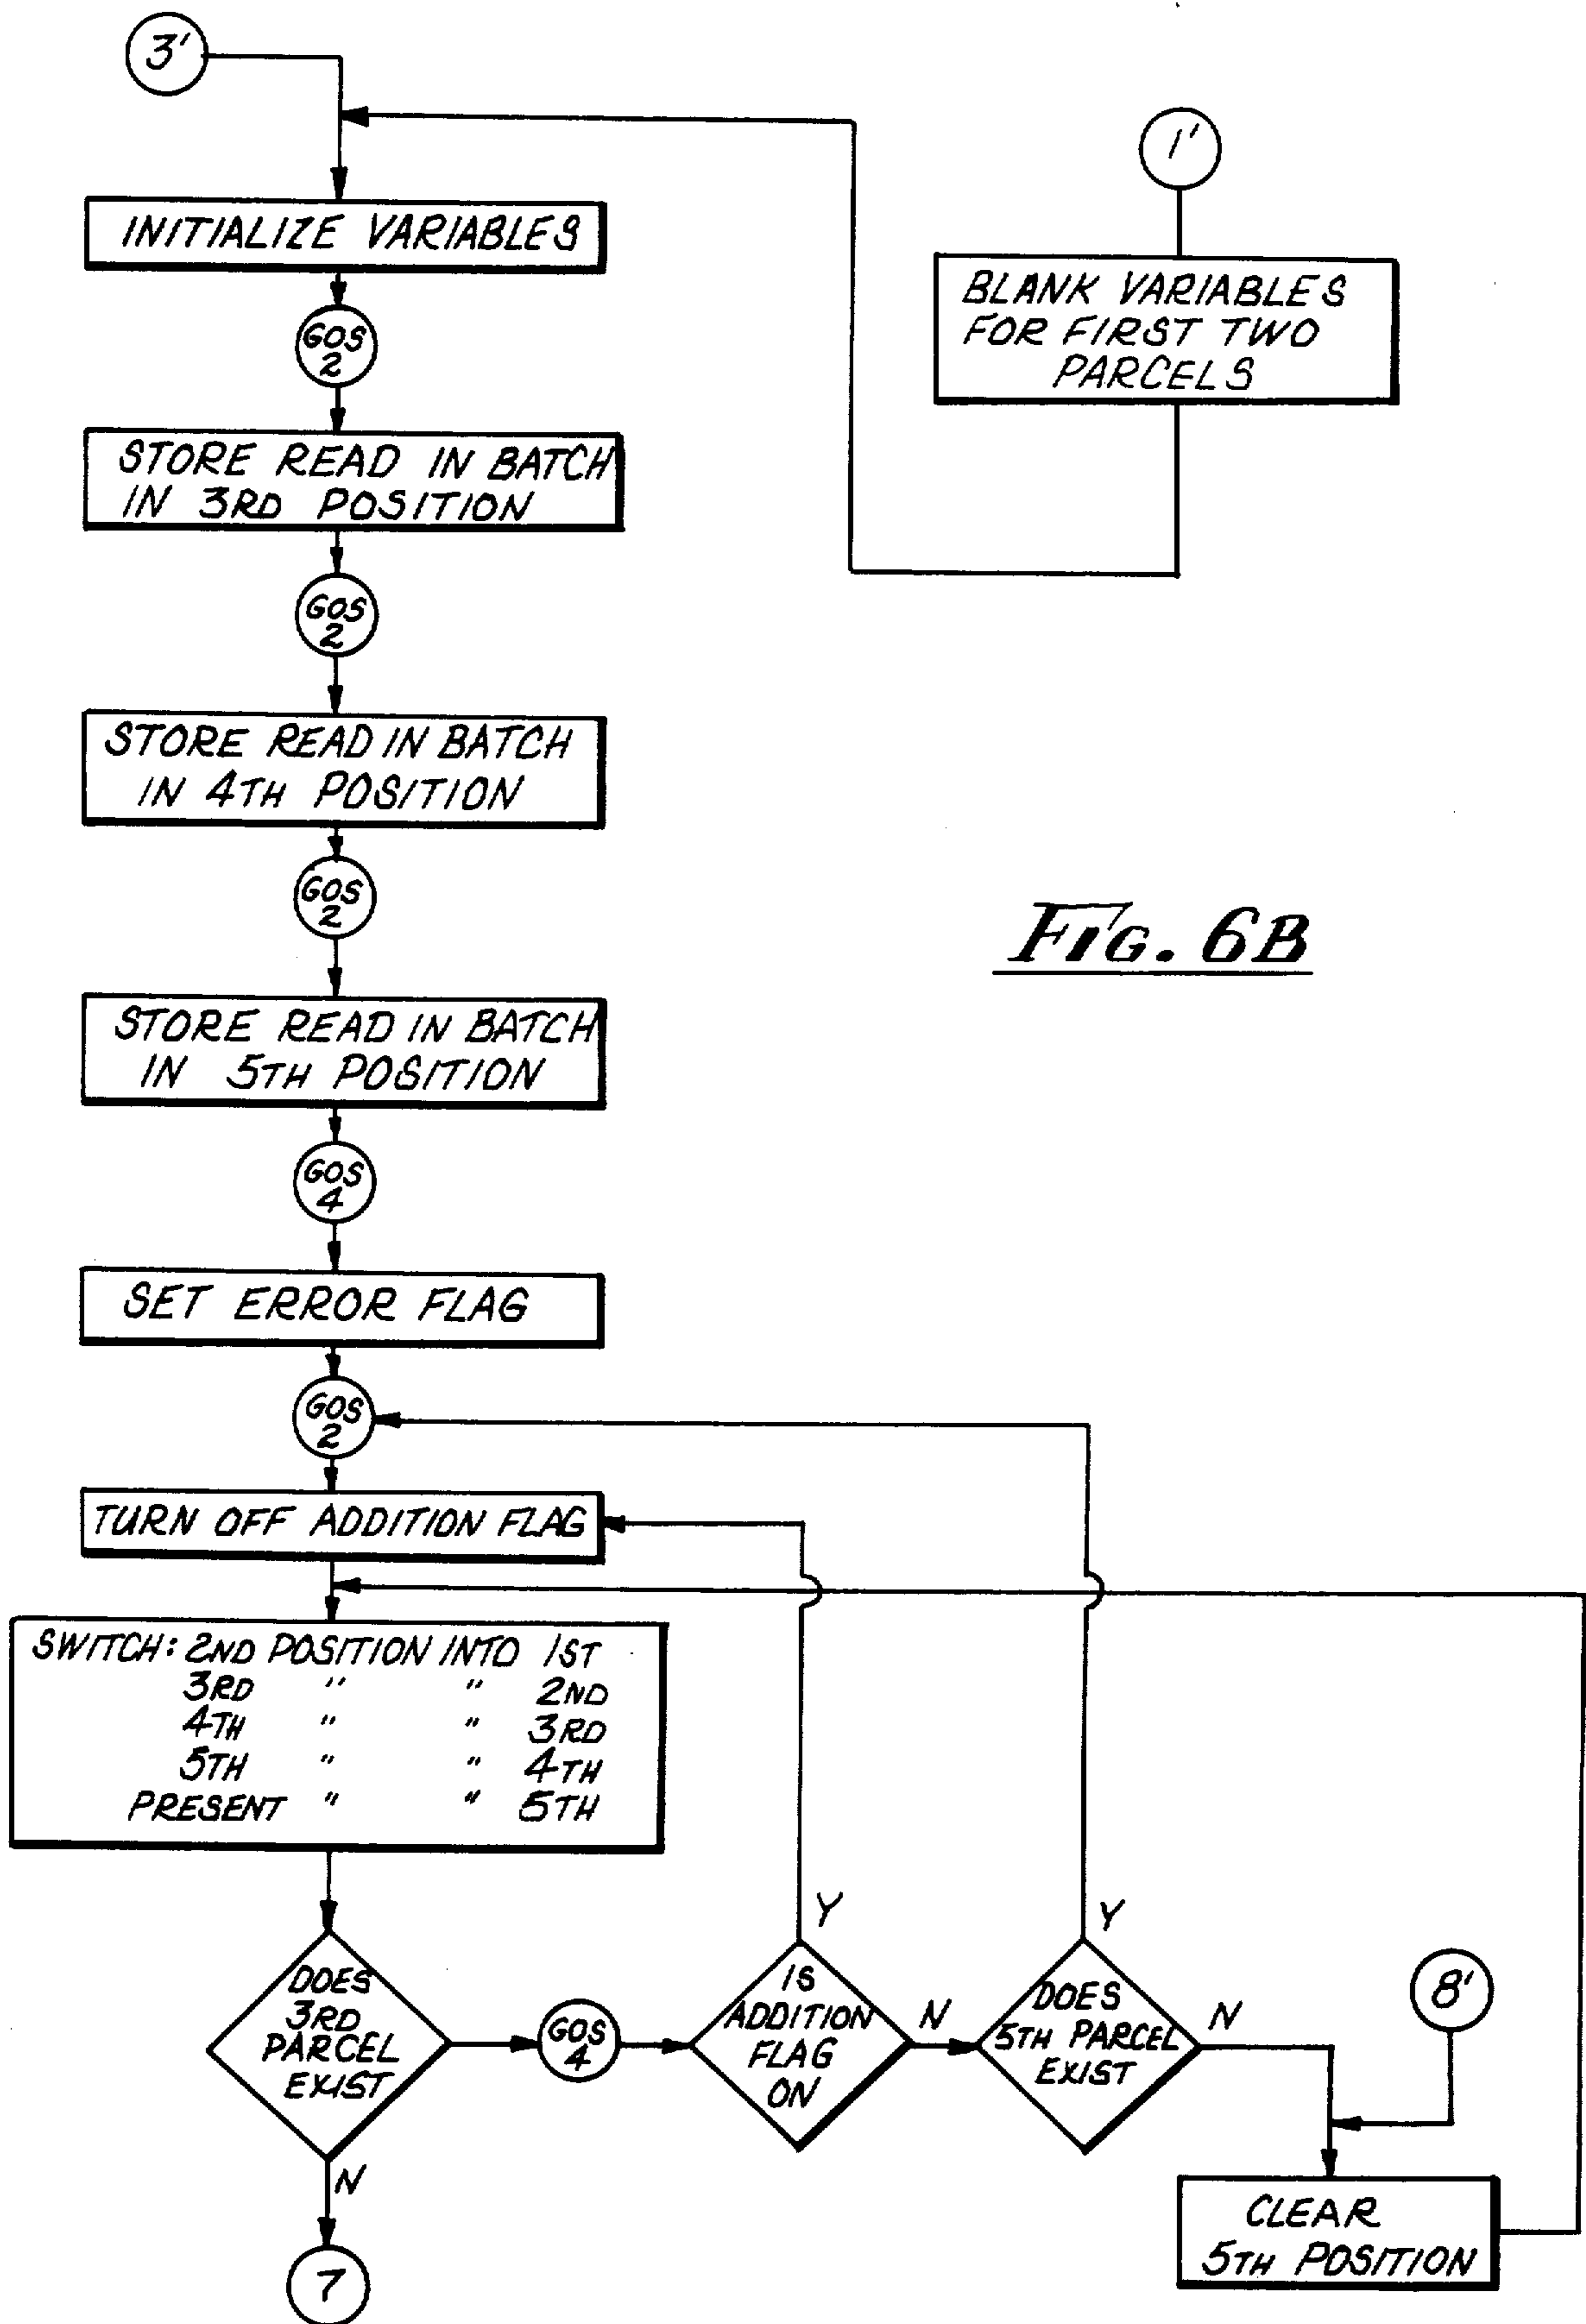 3'
1'
INITIALIZE VARIABLES
BLANK VARIABLES
FOR FIRST TWO
PARCELS
GOS
2
STORE READ IN BATCH
IN 3RD POSITION
GOS
2
STORE READ IN BATCH
IN 4TH POSITION
GOS
2
FIG. 6B
STORE READ IN BATCH
IN 5TH POSITION
GOS
4
SET ERROR FLAG
GOS
2
TURN OFF ADDITION FLAG
SWITCH: 2ND POSITION INTO 1ST
3RD " " 2ND
4TH " " 3RD
5TH " " 4TH
PRESENT " " 5TH
Y
Y
DOES
3RD
PARCEL
EXIST
GOS
4
IS
ADDITION
FLAG
ON
N
DOES
5TH PARCEL
EXIST
N
8'
N
CLEAR
5TH POSITION
7